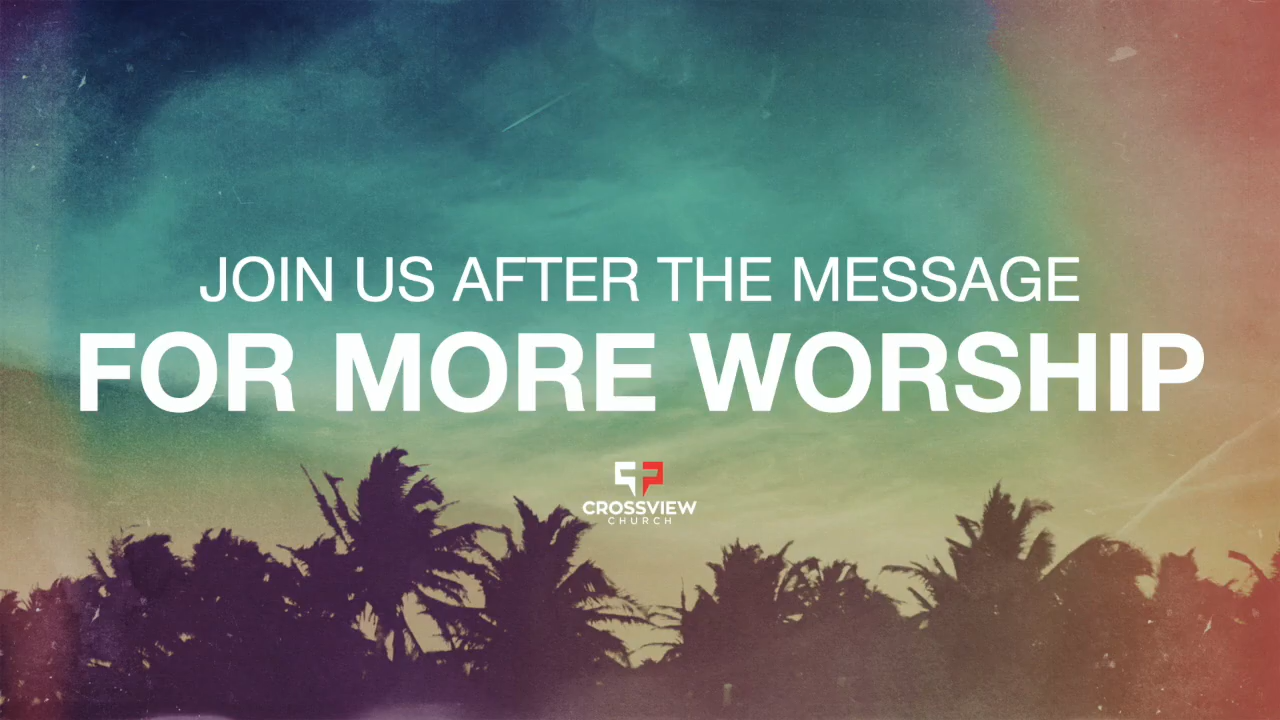 JOIN US AFTER THE MESSAGE
FOR MORE WORSHIP
CROSSVIEW
CHURCH